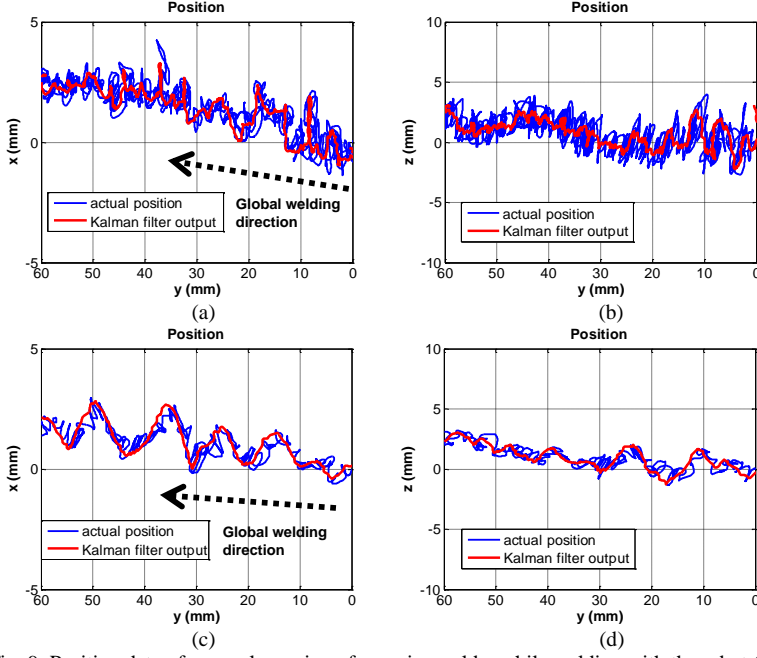 Position
5
0
-5
x (mm)
actual position
Kalman filter output
Global welding
direction
60 50 40 30 20 10 0
y (mm)
(a)
Position
10
5
0
-5
-10
z (mm)
actual position
Kalman filter output
60 50 40 30 20 10 0
y (mm)
(b)
Position
5
0
-5
x (mm)
actual position
Kalman filter output
Global welding
direction
60 50 40 30 20 10 0
y (mm)
(c)
Position
10
5
0
-5
-10
z (mm)
actual position
Kalman filter output
60 50 40 30 20 10 0
y (mm)
(d)